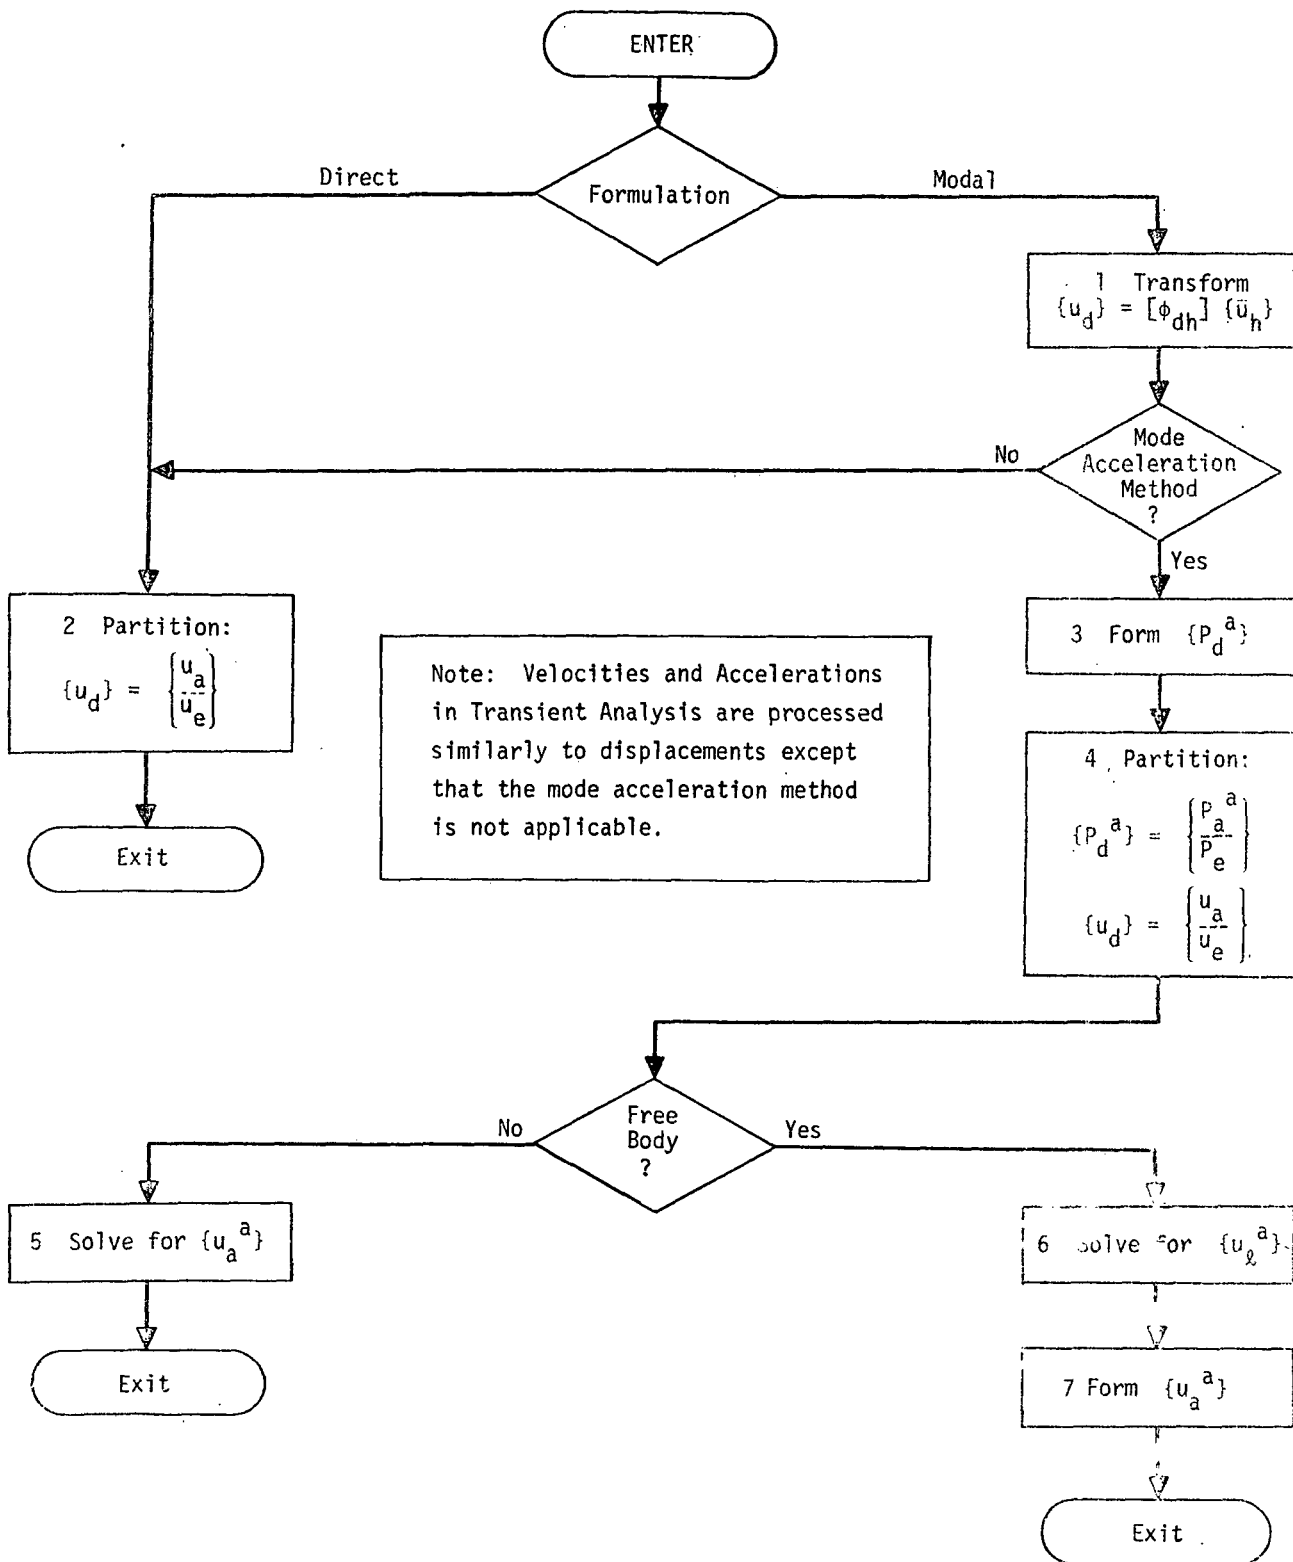 ENTER
Formulation
Direct
Modal
1 Transform
{u_d} = [ϕ_dh] {ü_h}
Mode
Acceleration
Method
?
No
Yes
2 Partition:
{u_d} = {u_a / u_e}
Exit
Note: Velocities and Accelerations
in Transient Analysis are processed
similarly to displacements except
that the mode acceleration method
is not applicable.
3 Form {P_d^a}
4 Partition:
{P_d^a} = {P_a^a / P_e}
{u_d} = {u_a / u_e}
Free
Body
?
No
Yes
5 Solve for {u_a^a}
Exit
6 Solve for {u_ℓ^a}
7 Form {u_a^a}
Exit